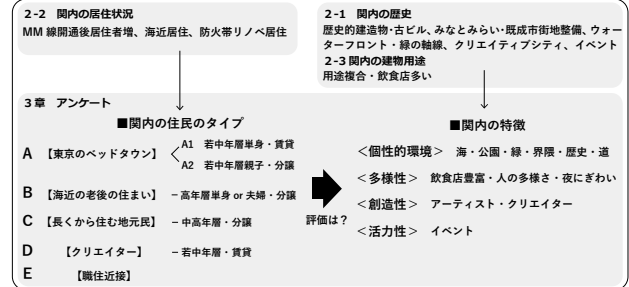 2-2 関内の居住状況
MM 線開通後居住者増、海近居住、防火帯リノベ居住
2-1 関内の歴史
歴史的建造物・古ビル、みなとみらい・既成市街地整備、ウォー
ターフロント・緑の軸線、クリエイティブシティ、イベント
2-3 関内の建物用途
用途複合・飲食店多い
3章 アンケート
■関内の住民のタイプ
A 【東京のベッドタウン】
A1 若中年層単身・賃貸
A2 若中年層親子・分譲
B 【海近の老後の住まい】 – 高年層単身 or 夫婦・分譲
C 【長くから住む地元民】 – 中高年層・分譲
D 【クリエイター】 – 若中年層・賃貸
E 【職住近接】
評価は?
■関内の特徴
<個性的環境> 海・公園・緑・界隈・歴史・道
<多様性> 飲食店豊富・人の多様さ・夜にぎわい
<創造性> アーティスト・クリエイター
<活力性> イベント